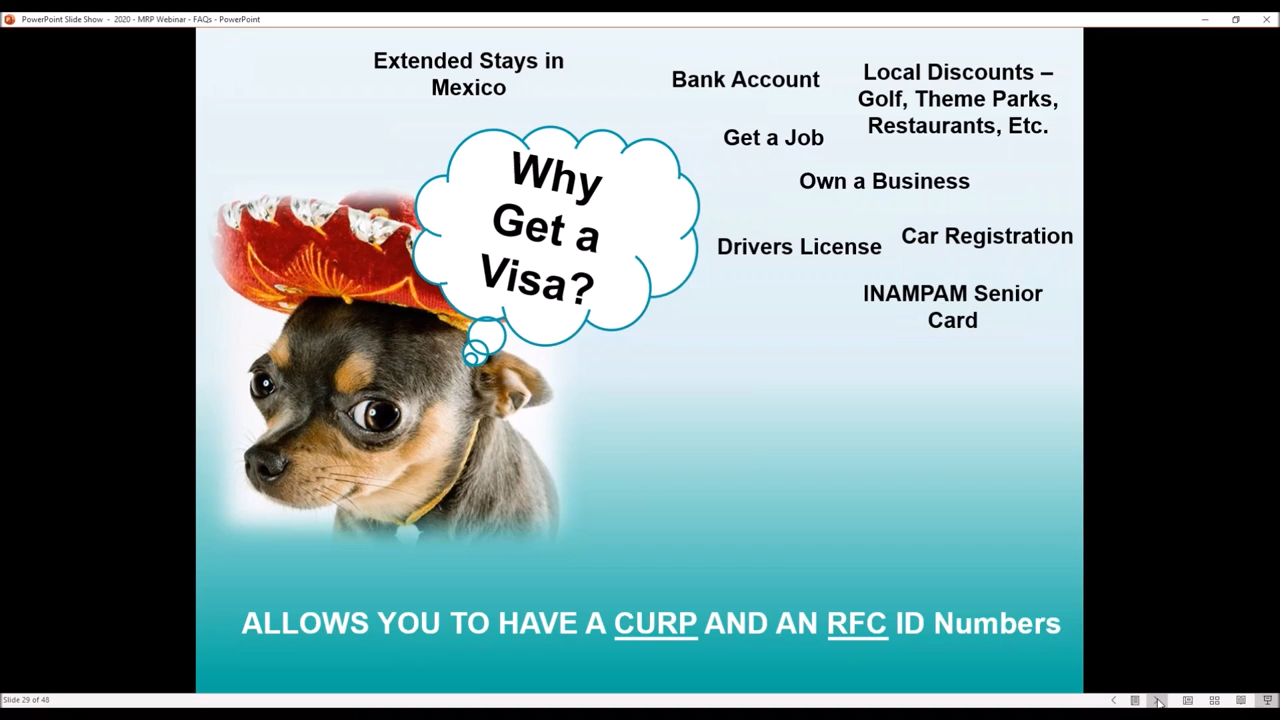 PowerPoint Slide Show - 2020 - MRP Webinar - FAQs - PowerPoint
Extended Stays in
Mexico
Bank Account
Local Discounts –
Golf, Theme Parks,
Restaurants, Etc.
Get a Job
Own a Business
Why
Get a
Visa?
Drivers License
Car Registration
INAMPAM Senior
Card
ALLOWS YOU TO HAVE A CURP AND AN RFC ID Numbers
Slide 29 of 48